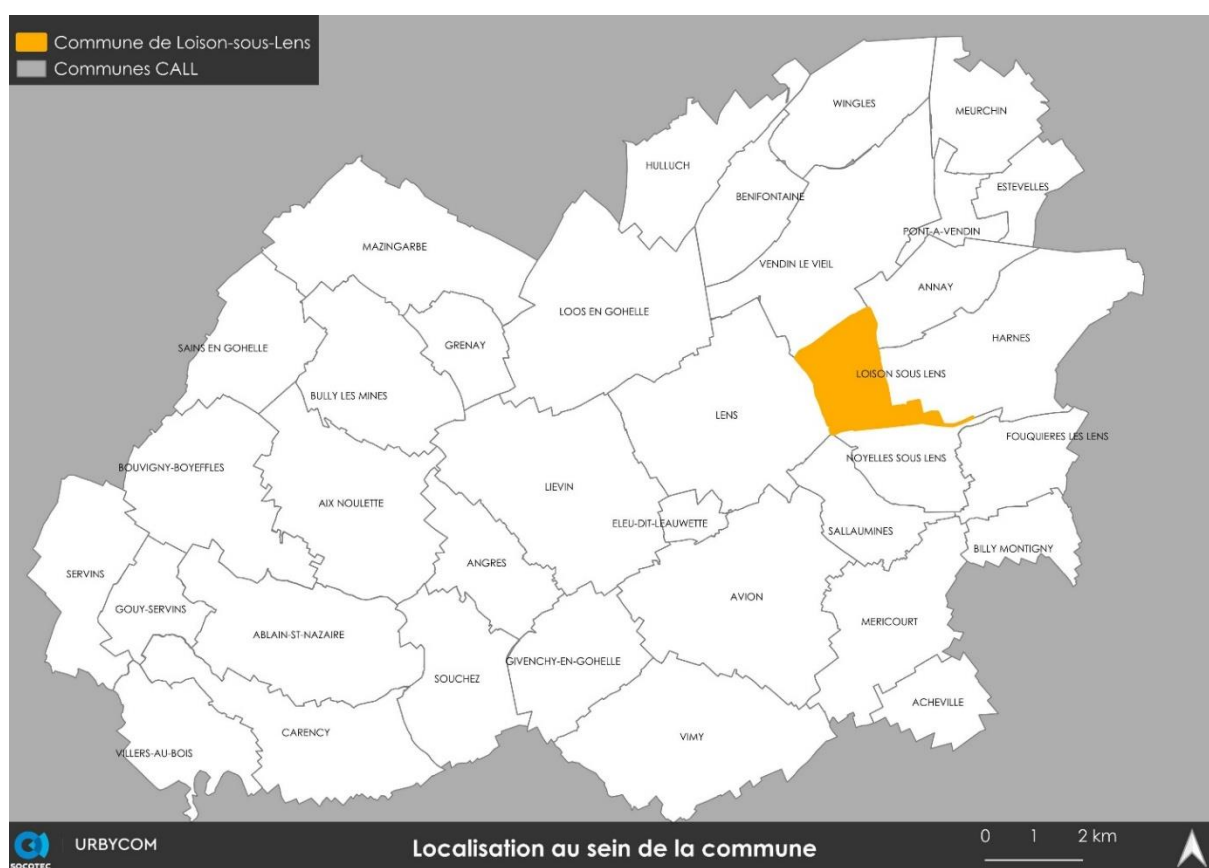 Commune de Loison-sous-Lens
Communes CALL
WINGLES
MEURCHIN
HULLUCH
BENIFONTAINE
ESTEVELLES
PONT-A-VENDIN
MAZINGARBE
VENDIN LE VIEIL
ANNAY
LOOS EN GOHELLE
HARNES
SAINS EN GOHELLE
GRENAY
LOISON SOUS LENS
BULLY LES MINES
LENS
FOUQUIERES LES LENS
NOYELLES SOUS LENS
BOUVIGNY-BOYEFFLES
LIEVIN
AIX NOULETTE
ELEU-DIT-LEAUWETTE
SALLAUMINES
BILLY MONTIGNY
ANGRES
SERVINS
AVION
GOUY-SERVINS
MERICOURT
ABLAIN-ST-NAZAIRE
GIVENCHY-EN-GOHELLE
SOUCHEZ
ACHEVILLE
CARENCY
VIMY
VILLERS-AU-BOIS
SOCOTEC
URBYCOM
Localisation au sein de la commune
0 1 2 km